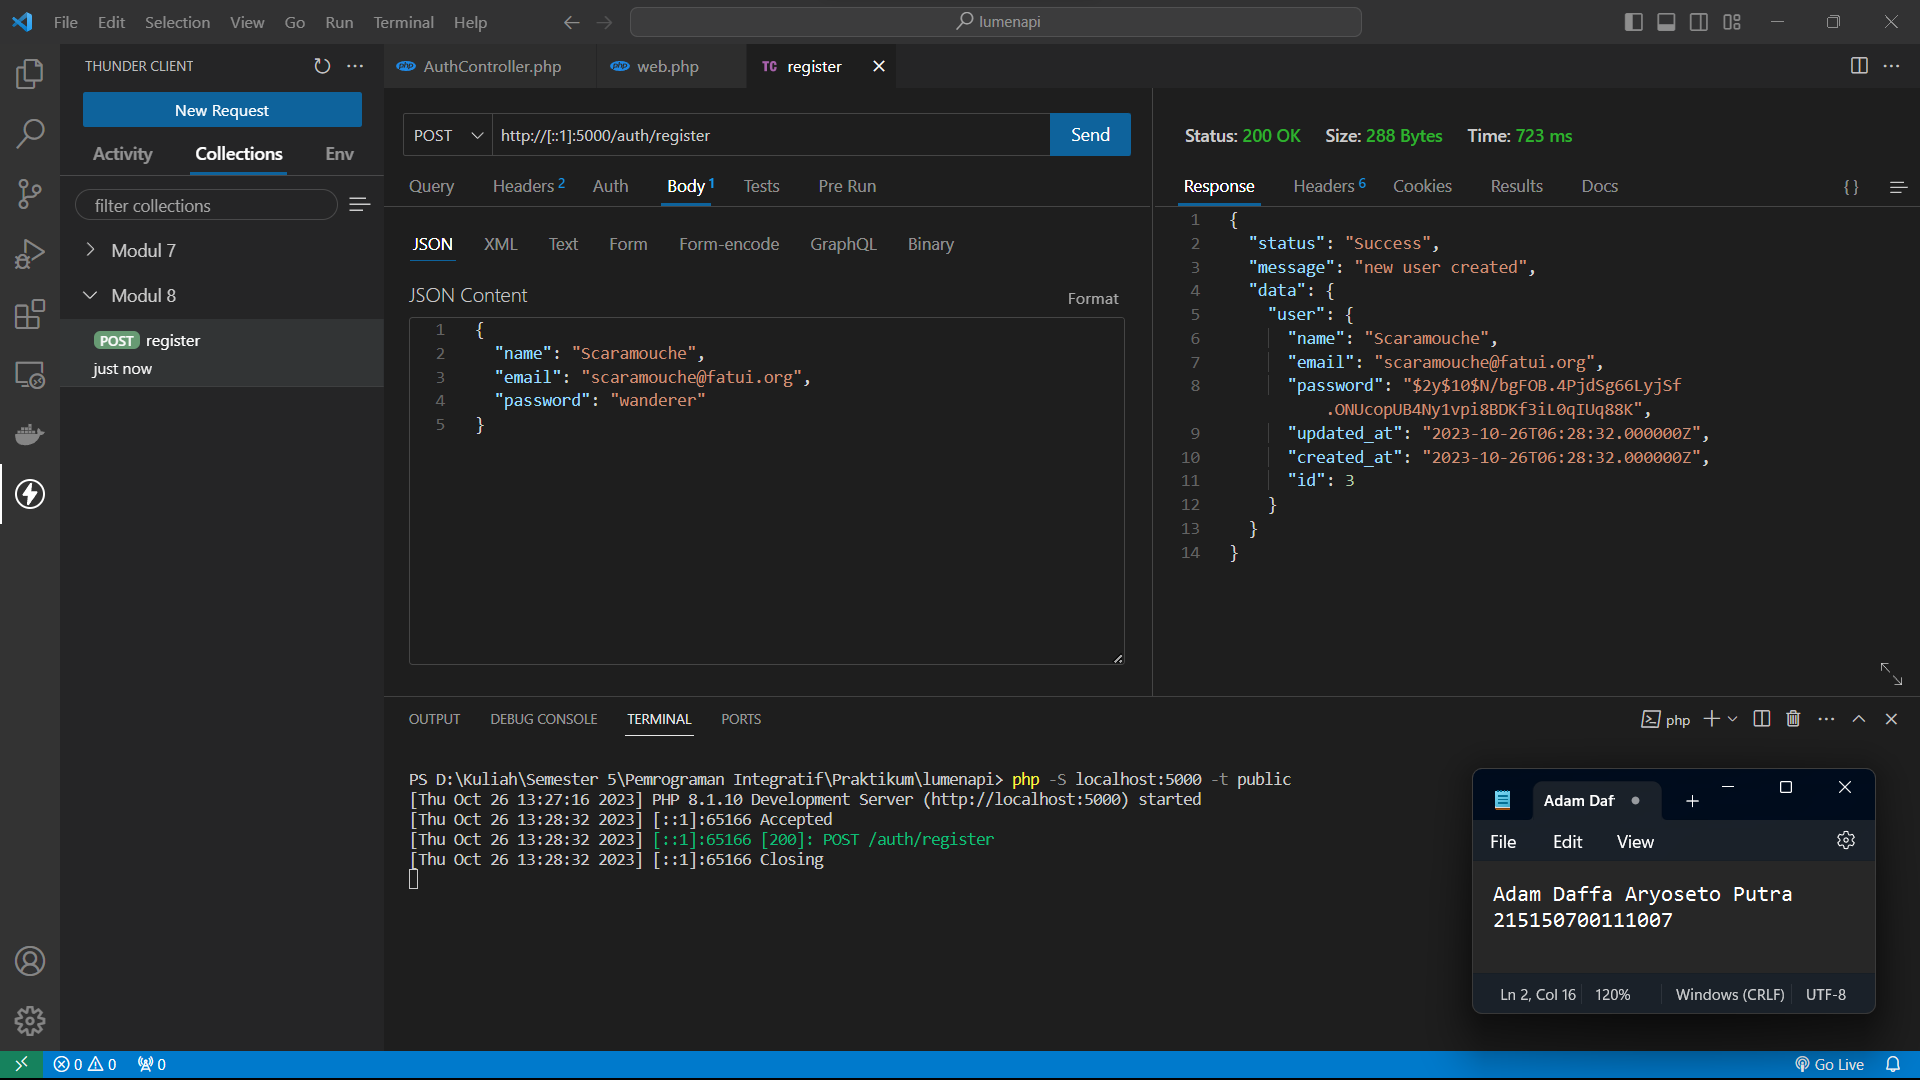 File Edit Selection View Go Run Terminal Help
lumenapi
THUNDER CLIENT
New Request
Activity Collections Env
filter collections
Modul 7
Modul 8
POST register
just now
AuthController.php web.php TC register
POST http://[::1]:5000/auth/register Send
Query Headers 2 Auth Body 1 Tests Pre Run
JSON XML Text Form Form-encode GraphQL Binary
JSON Content
Format
1 {
2 "name": "Scaramouche",
3 "email": "scaramouche@fatui.org",
4 "password": "wanderer"
5 }
Status: 200 OK Size: 288 Bytes Time: 723 ms
Response Headers 6 Cookies Results Docs {}
1 {
2 "status": "Success",
3 "message": "new user created",
4 "data": {
5 "user": {
6 "name": "Scaramouche",
7 "email": "scaramouche@fatui.org",
8 "password": "$2y$10$N/bgFOB.4PjdSg66LyjSf
.ONUcopUB4Ny1vpi8BDKf3iL0qIUq88K",
9 "updated_at": "2023-10-26T06:28:32.000000Z",
10 "created_at": "2023-10-26T06:28:32.000000Z",
11 "id": 3
12 }
13 }
14 }
OUTPUT DEBUG CONSOLE TERMINAL PORTS
php
PS D:\Kuliah\Semester 5\Pemrograman Integratif\Praktikum\lumenapi> php -S localhost:5000 -t public
[Thu Oct 26 13:27:16 2023] PHP 8.1.10 Development Server (http://localhost:5000) started
[Thu Oct 26 13:28:32 2023] [::1]:65166 Accepted
[Thu Oct 26 13:28:32 2023] [::1]:65166 [200]: POST /auth/register
[Thu Oct 26 13:28:32 2023] [::1]:65166 Closing
Adam Daf
File Edit View
Adam Daffa Aryoseto Putra
215150700111007
Ln 2, Col 16 120% Windows (CRLF) UTF-8
0 0 0
Go Live